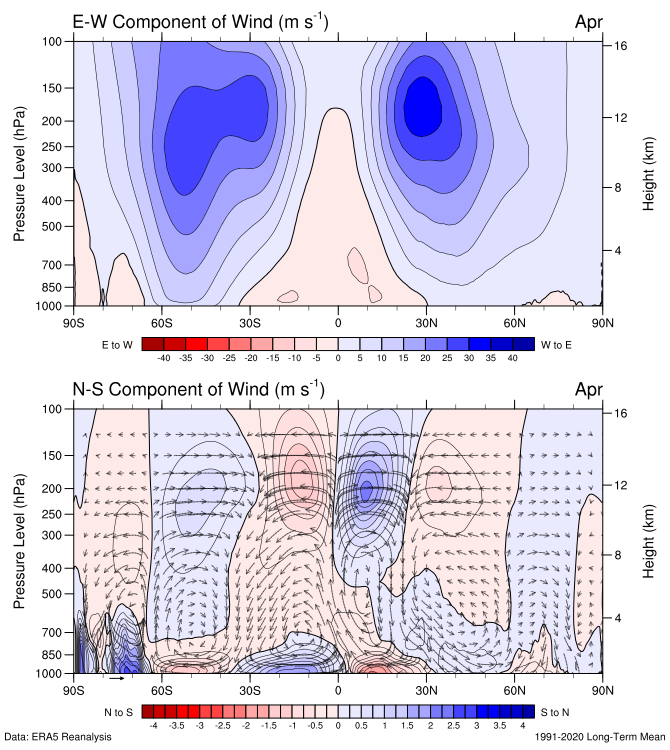 E-W Component of Wind (m s-1) Apr
Pressure Level (hPa)
100
150
200
250
300
400
500
700
850
1000
16
12
8
4
Height (km)
90S 60S 30S 0 30N 60N 90N
E to W W to E
-40 -35 -30 -25 -20 -15 -10 -5 0 5 10 15 20 25 30 35 40
N-S Component of Wind (m s-1) Apr
Pressure Level (hPa)
100
150
200
250
300
400
500
700
850
1000
16
12
8
4
Height (km)
90S 60S 30S 0 30N 60N 90N
N to S S to N
-4 -3.5 -3 -2.5 -2 -1.5 -1 -0.5 0 0.5 1 1.5 2 2.5 3 3.5 4
Data: ERA5 Reanalysis 1991-2020 Long-Term Mean